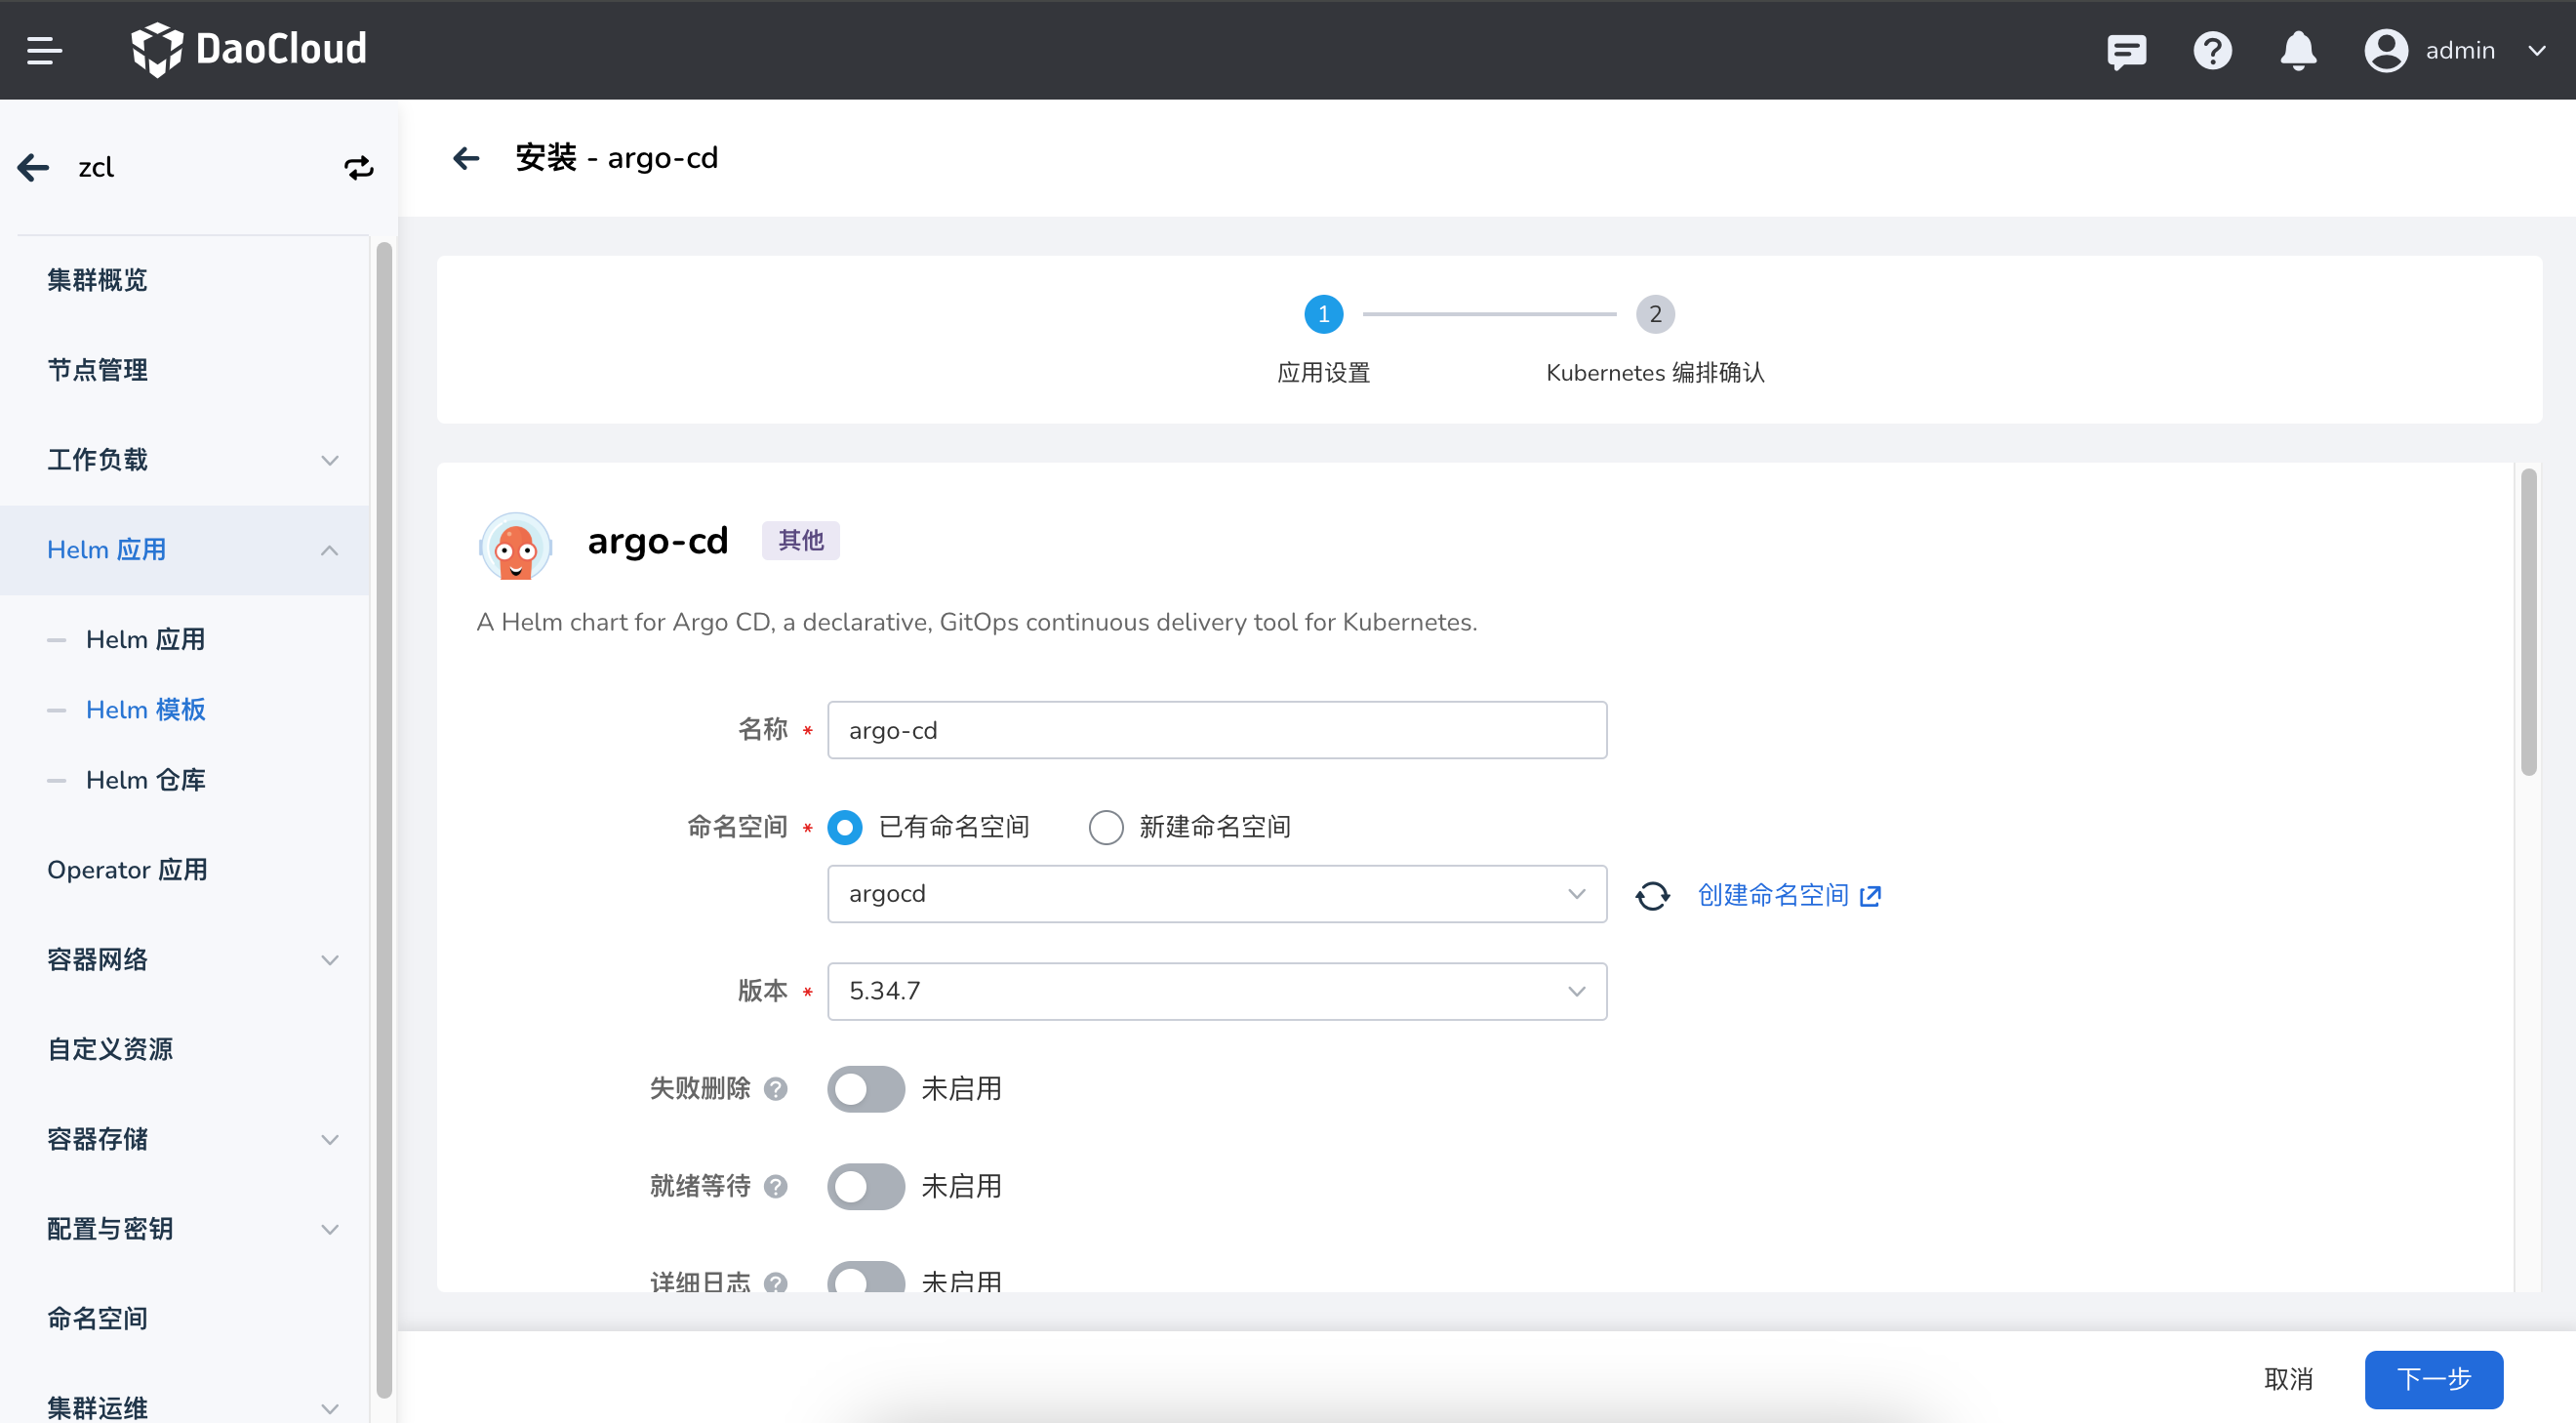 DaoCloud
admin
zcl
集群概览
节点管理
工作负载
Helm 应用
Helm 应用
Helm 模板
Helm 仓库
Operator 应用
容器网络
自定义资源
容器存储
配置与密钥
命名空间
集群运维
安装 - argo-cd
1
2
应用设置
Kubernetes 编排确认
argo-cd 其他
A Helm chart for Argo CD, a declarative, GitOps continuous delivery tool for Kubernetes.
名称 * argo-cd
命名空间 * 已有命名空间 新建命名空间
argocd 创建命名空间
版本 * 5.34.7
失败删除 ? 未启用
就绪等待 ? 未启用
详细日志 ? 未启用
取消 下一步